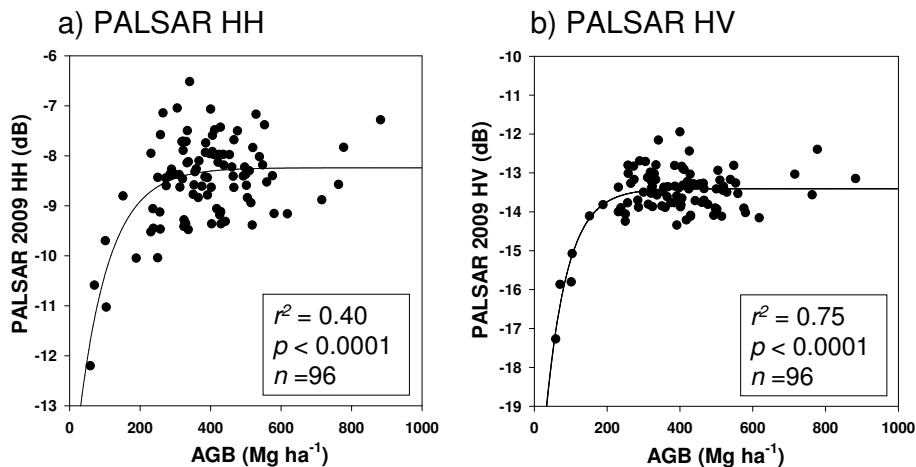 a) PALSAR HH
-6
-7
-8
-9
-10
-11
-12
-13
PALSAR 2009 HH (dB)
r² = 0.40
p < 0.0001
n =96
0 200 400 600 800 1000
AGB (Mg ha⁻¹)
b) PALSAR HV
-10
-11
-12
-13
-14
-15
-16
-17
-18
-19
PALSAR 2009 HV (dB)
r² = 0.75
p < 0.0001
n =96
0 200 400 600 800 1000
AGB (Mg ha⁻¹)